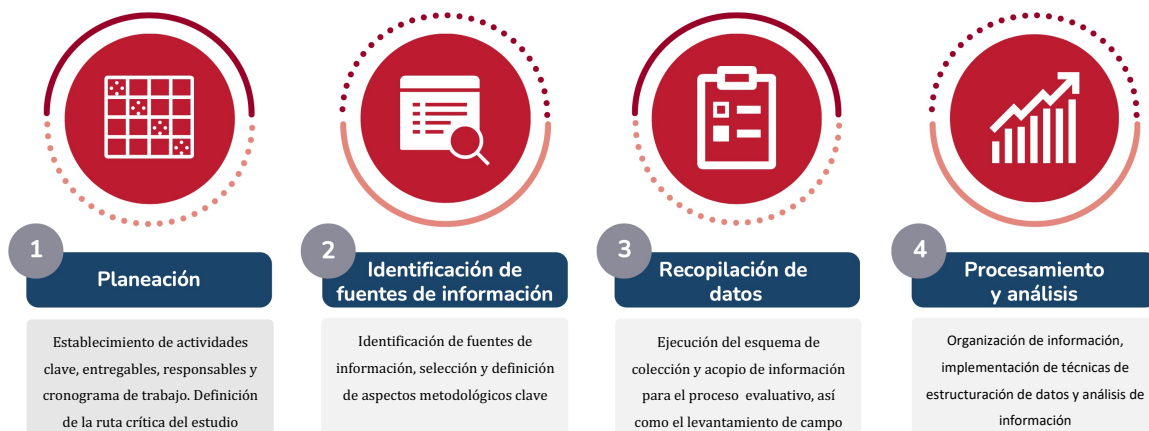 1
Planeación
Establecimiento de actividades
clave, entregables, responsables y
cronograma de trabajo. Definición
de la ruta crítica del estudio
2
Identificación de
fuentes de información
Identificación de fuentes de
información, selección y definición
de aspectos metodológicos clave
3
Recopilación de
datos
Ejecución del esquema de
colección y acopio de información
para el proceso evaluativo, así
como el levantamiento de campo
4
Procesamiento
y análisis
Organización de información,
implementación de técnicas de
estructuración de datos y análisis de
información